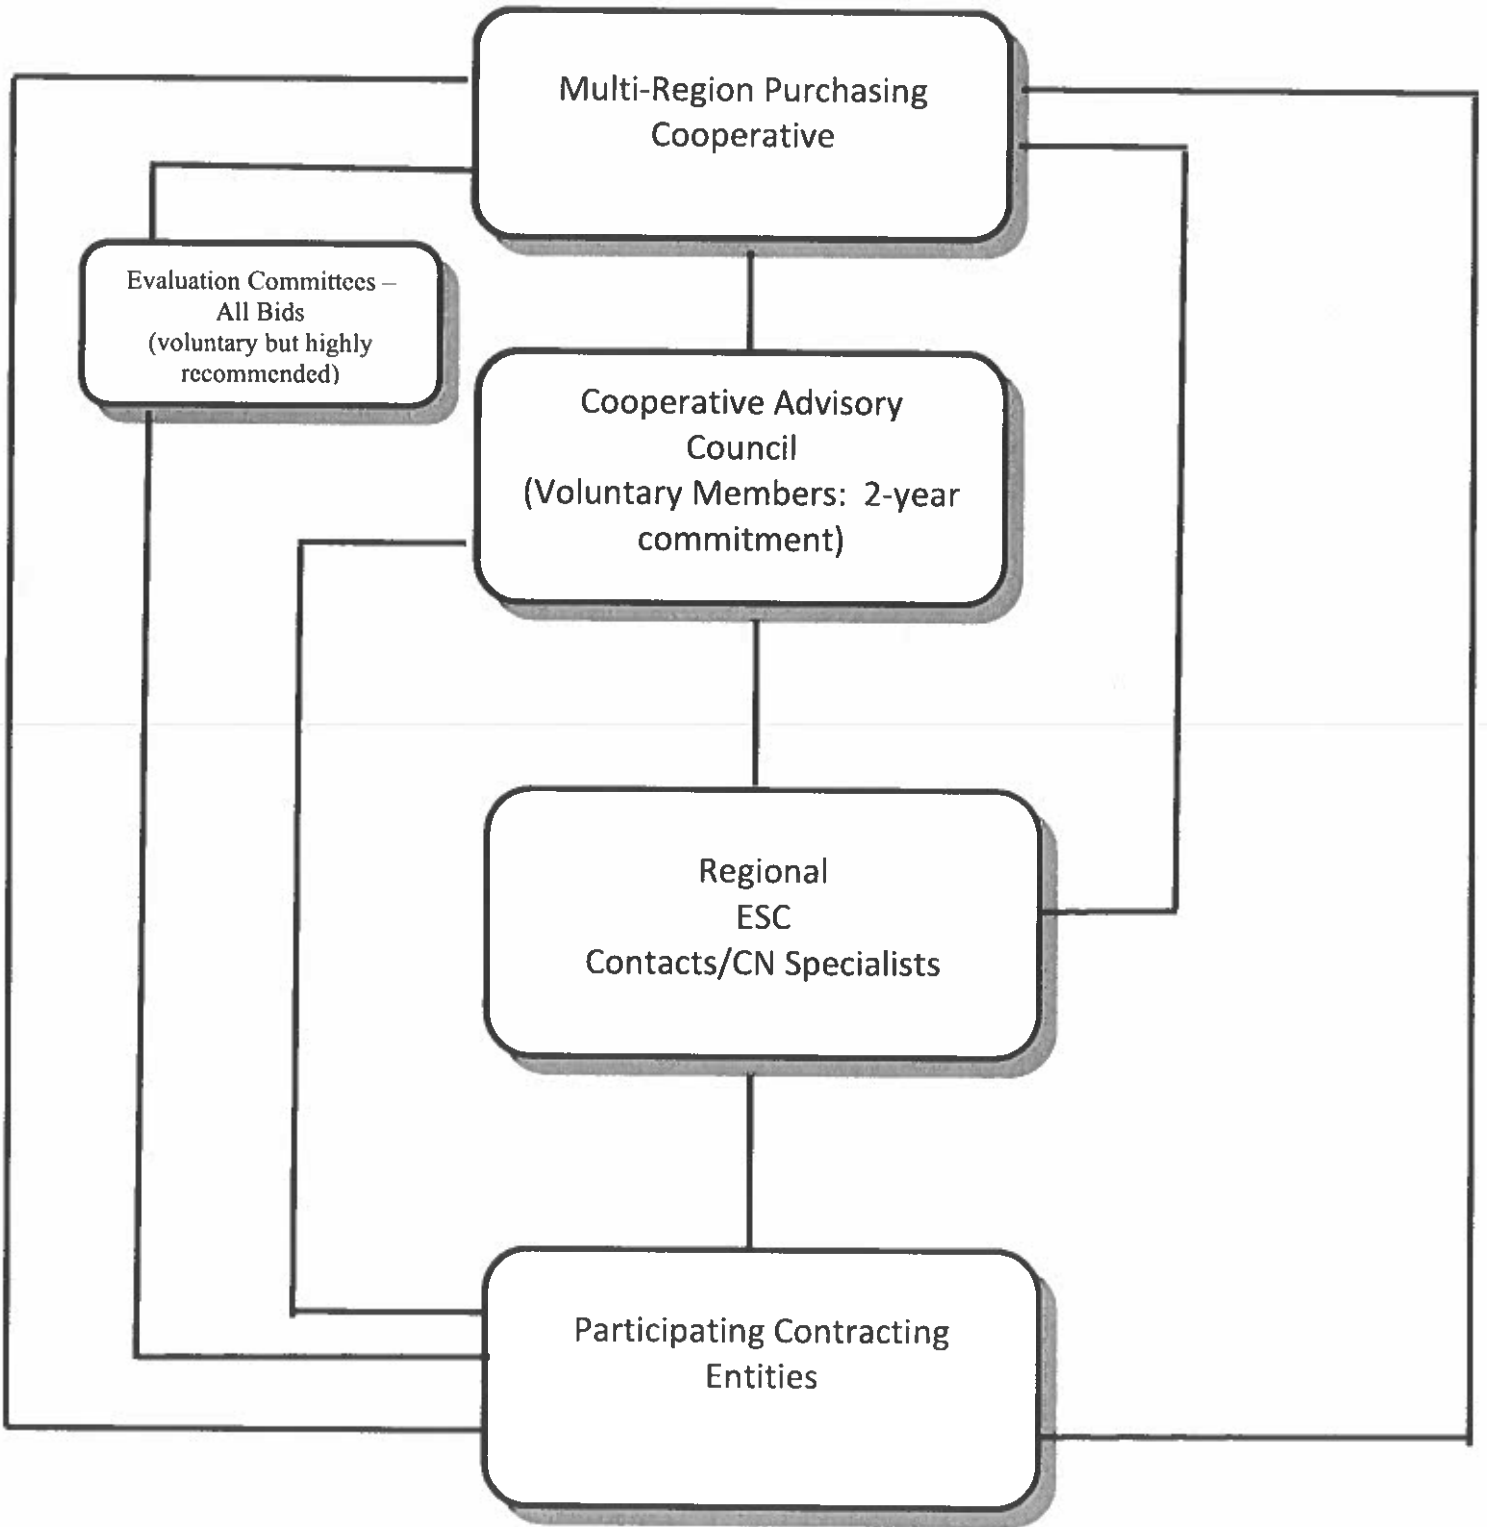 Multi-Region Purchasing
Cooperative
Evaluation Committees –
All Bids
(voluntary but highly
recommended)
Cooperative Advisory
Council
(Voluntary Members:  2-year
commitment)
Regional
ESC
Contacts/CN Specialists
Participating Contracting
Entities